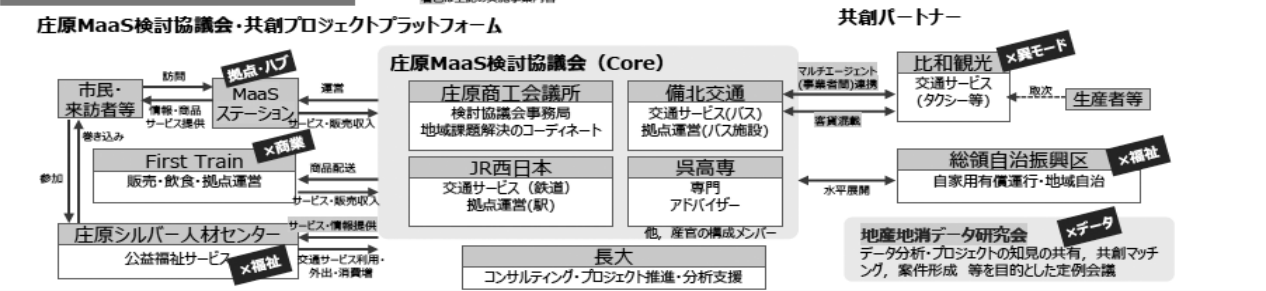 庄原MaaS検討協議会・共創プロジェクトプラットフォーム
共創パートナー
市民・
来訪者等
訪問
情報・商品
サービス提供
拠点・ハブ
MaaS
ステーション
運営
サービス・販売収入
巻き込み
参加
×商業
First Train
販売・飲食・拠点運営
商品配送
サービス・販売収入
庄原シルバー人材センター
公益福祉サービス
×福祉
サービス・情報提供
交通サービス利用・
外出・消費増
庄原MaaS検討協議会（Core）
庄原商工会議所
検討協議会事務局
地域課題解決のコーディネート
備北交通
交通サービス(バス)
拠点運営(バス施設)
JR西日本
交通サービス（鉄道）
拠点運営(駅)
呉高専
専門
アドバイザー
他，産官の構成メンバー
長大
コンサルティング・プロジェクト推進・分析支援
マルチエージェント
(事業者間)連携
客貨混載
比和観光
交通サービス
(タクシー等)
×異モード
取次
生産者等
水平展開
総領自治振興区
自家用有償運行・地域自治
×福祉
×データ
地産地消データ研究会
データ分析・プロジェクトの知見の共有，共創マッチ
ング，案件形成 等を目的とした定例会議